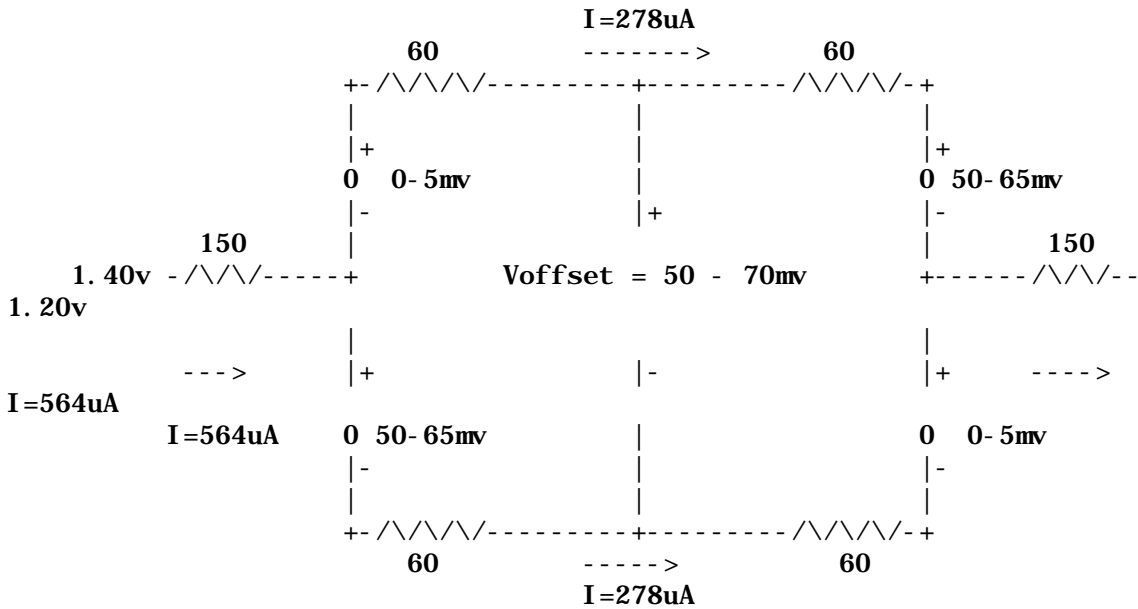 I=278uA
60 -------> 60
+-/\/\/\/---------+---------/\/\/\/-+
| | |
|+ | |+
0 0-5mv | 0 50-65mv
|- |+ |-
150 | | 150
1.40v -/\/\/-----+ Voffset = 50 - 70mv +------/\/\/--
1.20v
| |
---> |+ |- |+ ---->
I=564uA
I=564uA 0 50-65mv | 0 0-5mv
|- | |-
| | |
+-/\/\/\/---------+---------/\/\/\/-+
60 -----> 60
I=278uA